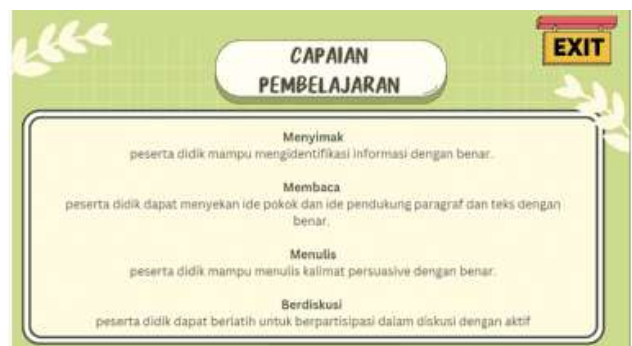 EXIT
CAPAIAN
PEMBELAJARAN
Menyimak
peserta didik mampu mengidentifikasi informasi dengan benar.
Membaca
peserta didik dapat menyekan ide pokok dan ide pendukung paragraf dan teks dengan
benar.
Menulis
peserta didik mampu menulis kalimat persuasive dengan benar.
Berdiskusi
peserta didik dapat berlatih untuk berpartisipasi dalam diskusi dengan aktif